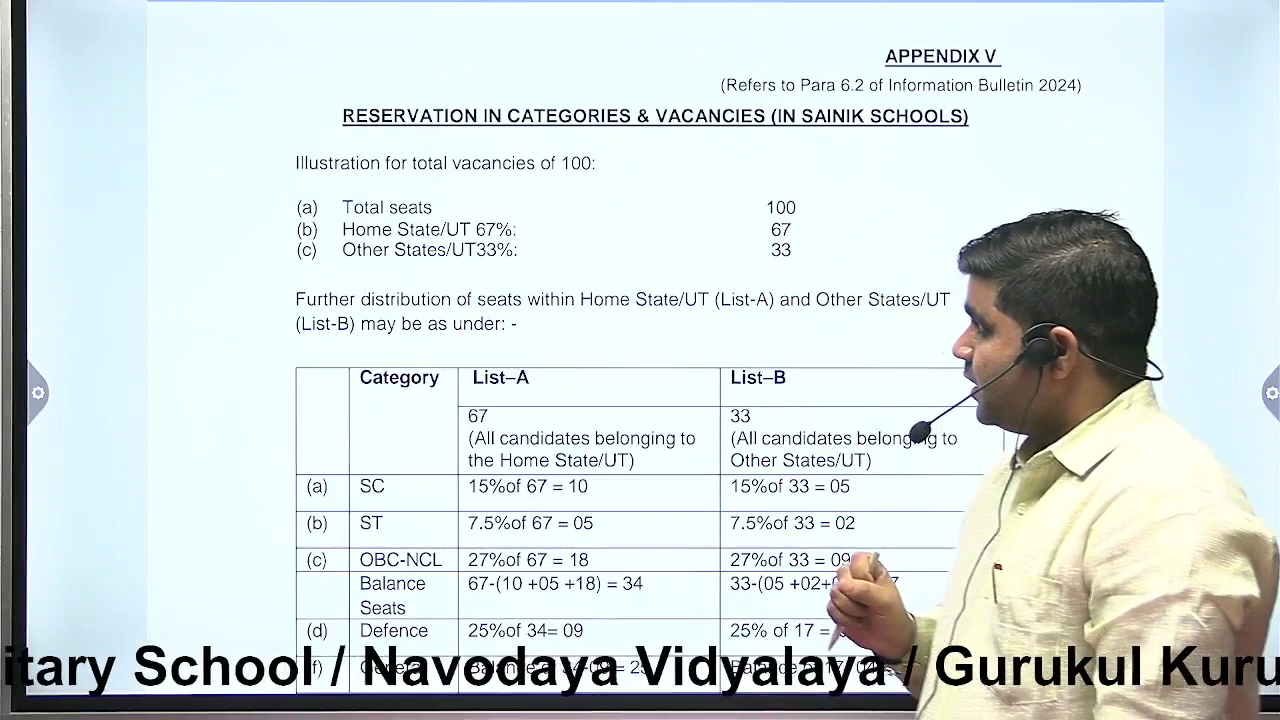 APPENDIX V
(Refers to Para 6.2 of Information Bulletin 2024)
RESERVATION IN CATEGORIES & VACANCIES (IN SAINIK SCHOOLS)
Illustration for total vacancies of 100:
(a) Total seats 100
(b) Home State/UT 67%: 67
(c) Other States/UT33%: 33
Further distribution of seats within Home State/UT (List-A) and Other States/UT
(List-B) may be as under: -
Category List–A List–B
67 33
(All candidates belonging to (All candidates belonging to
the Home State/UT) Other States/UT)
(a) SC 15%of 67 = 10 15%of 33 = 05
(b) ST 7.5%of 67 = 05 7.5%of 33 = 02
(c) OBC-NCL 27%of 67 = 18 27%of 33 = 09
Balance 67-(10 +05 +18) = 34 33-(05 +02+
Seats
(d) Defence 25%of 34= 09 25% of 17 =
(f)
itary School / Navodaya Vidyalaya / Gurukul Kuru